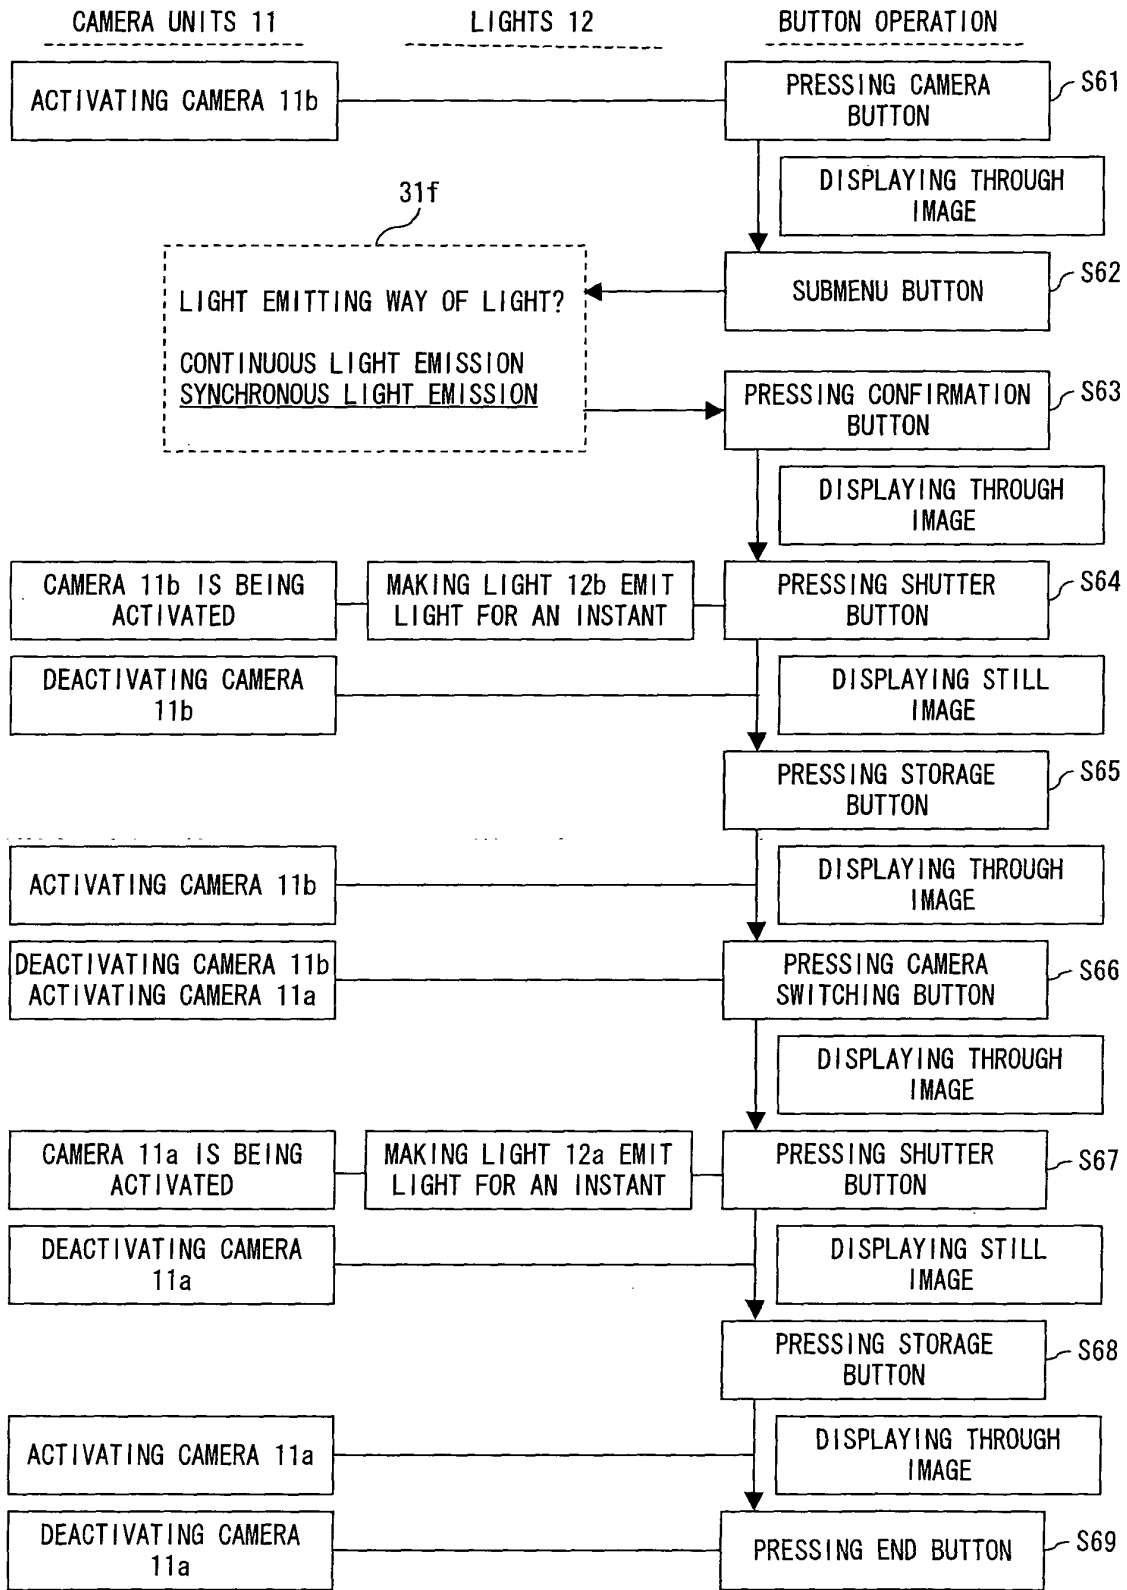 CAMERA UNITS 11
LIGHTS 12
BUTTON OPERATION
ACTIVATING CAMERA 11b
PRESSING CAMERA
BUTTON
S61
DISPLAYING THROUGH
IMAGE
31f
SUBMENU BUTTON
S62
LIGHT EMITTING WAY OF LIGHT?
CONTINUOUS LIGHT EMISSION
SYNCHRONOUS LIGHT EMISSION
PRESSING CONFIRMATION
BUTTON
S63
DISPLAYING THROUGH
IMAGE
CAMERA 11b IS BEING
ACTIVATED
MAKING LIGHT 12b EMIT
LIGHT FOR AN INSTANT
PRESSING SHUTTER
BUTTON
S64
DEACTIVATING CAMERA
11b
DISPLAYING STILL
IMAGE
PRESSING STORAGE
BUTTON
S65
ACTIVATING CAMERA 11b
DISPLAYING THROUGH
IMAGE
DEACTIVATING CAMERA 11b
ACTIVATING CAMERA 11a
PRESSING CAMERA
SWITCHING BUTTON
S66
DISPLAYING THROUGH
IMAGE
CAMERA 11a IS BEING
ACTIVATED
MAKING LIGHT 12a EMIT
LIGHT FOR AN INSTANT
PRESSING SHUTTER
BUTTON
S67
DEACTIVATING CAMERA
11a
DISPLAYING STILL
IMAGE
PRESSING STORAGE
BUTTON
S68
ACTIVATING CAMERA 11a
DISPLAYING THROUGH
IMAGE
DEACTIVATING CAMERA
11a
PRESSING END BUTTON
S69